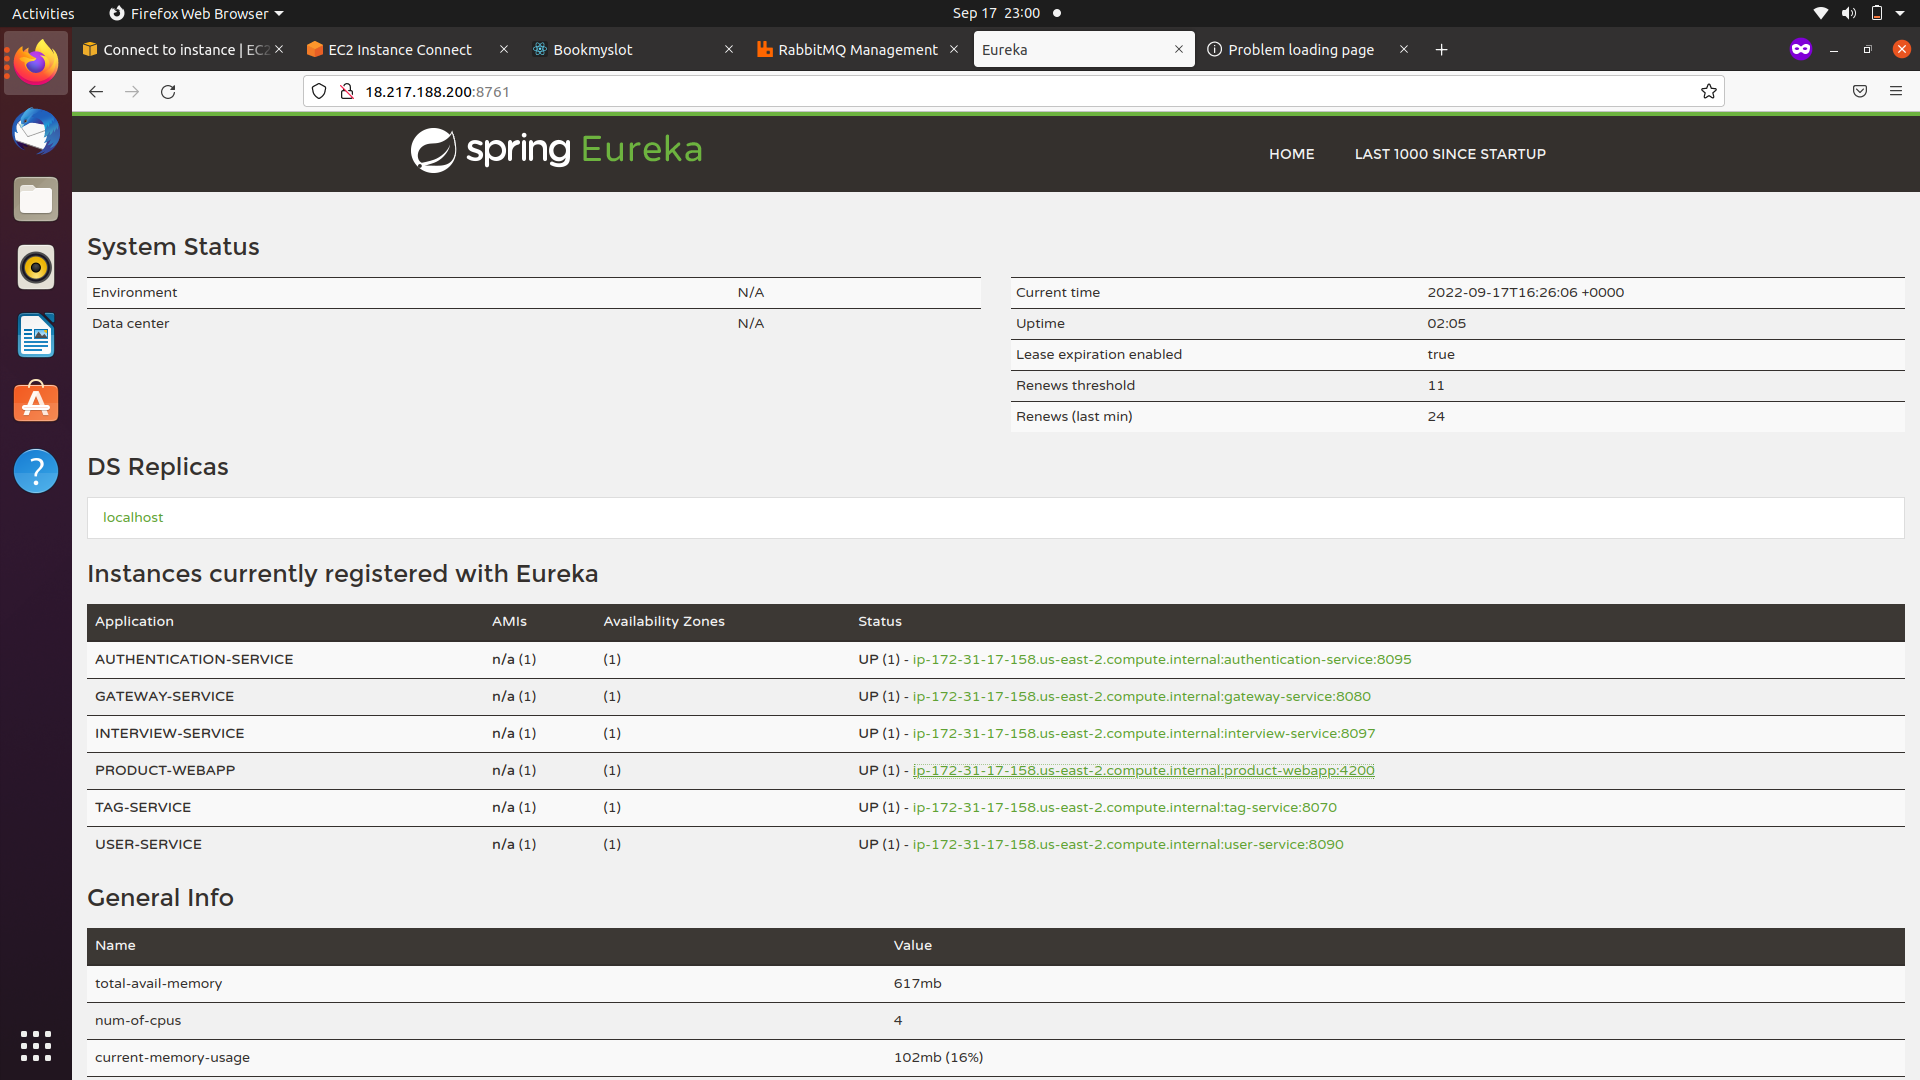 Activities
Firefox Web Browser
Sep 17 23:00
Connect to instance | EC2
EC2 Instance Connect
Bookmyslot
RabbitMQ Management
Eureka
Problem loading page
18.217.188.200:8761
spring Eureka
HOME
LAST 1000 SINCE STARTUP
System Status
Environment N/A
Data center N/A
Current time 2022-09-17T16:26:06 +0000
Uptime 02:05
Lease expiration enabled true
Renews threshold 11
Renews (last min) 24
DS Replicas
localhost
Instances currently registered with Eureka
Application AMIs Availability Zones Status
AUTHENTICATION-SERVICE n/a (1) (1) UP (1) - ip-172-31-17-158.us-east-2.compute.internal:authentication-service:8095
GATEWAY-SERVICE n/a (1) (1) UP (1) - ip-172-31-17-158.us-east-2.compute.internal:gateway-service:8080
INTERVIEW-SERVICE n/a (1) (1) UP (1) - ip-172-31-17-158.us-east-2.compute.internal:interview-service:8097
PRODUCT-WEBAPP n/a (1) (1) UP (1) - ip-172-31-17-158.us-east-2.compute.internal:product-webapp:4200
TAG-SERVICE n/a (1) (1) UP (1) - ip-172-31-17-158.us-east-2.compute.internal:tag-service:8070
USER-SERVICE n/a (1) (1) UP (1) - ip-172-31-17-158.us-east-2.compute.internal:user-service:8090
General Info
Name Value
total-avail-memory 617mb
num-of-cpus 4
current-memory-usage 102mb (16%)